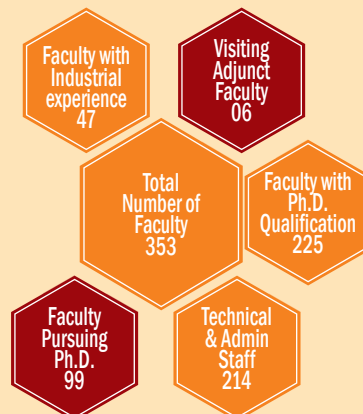 Faculty with
Industrial
experience
47
Visiting
Adjunct
Faculty
06
Total
Number of
Faculty
353
Faculty with
Ph.D.
Qualification
225
Faculty
Pursuing
Ph.D.
99
Technical
& Admin
Staff
214